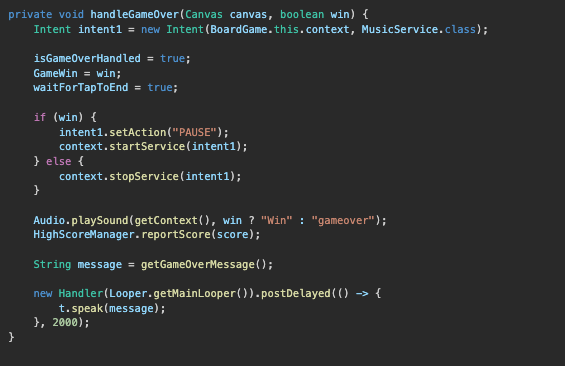 private void handleGameOver(Canvas canvas, boolean win) {
    Intent intent1 = new Intent(BoardGame.this.context, MusicService.class);

    isGameOverHandled = true;
    GameWin = win;
    waitForTapToEnd = true;

    if (win) {
        intent1.setAction("PAUSE");
        context.startService(intent1);
    } else {
        context.stopService(intent1);
    }

    Audio.playSound(getContext(), win ? "Win" : "gameover");
    HighScoreManager.reportScore(score);

    String message = getGameOverMessage();

    new Handler(Looper.getMainLooper()).postDelayed(() -> {
        t.speak(message);
    }, 2000);
}